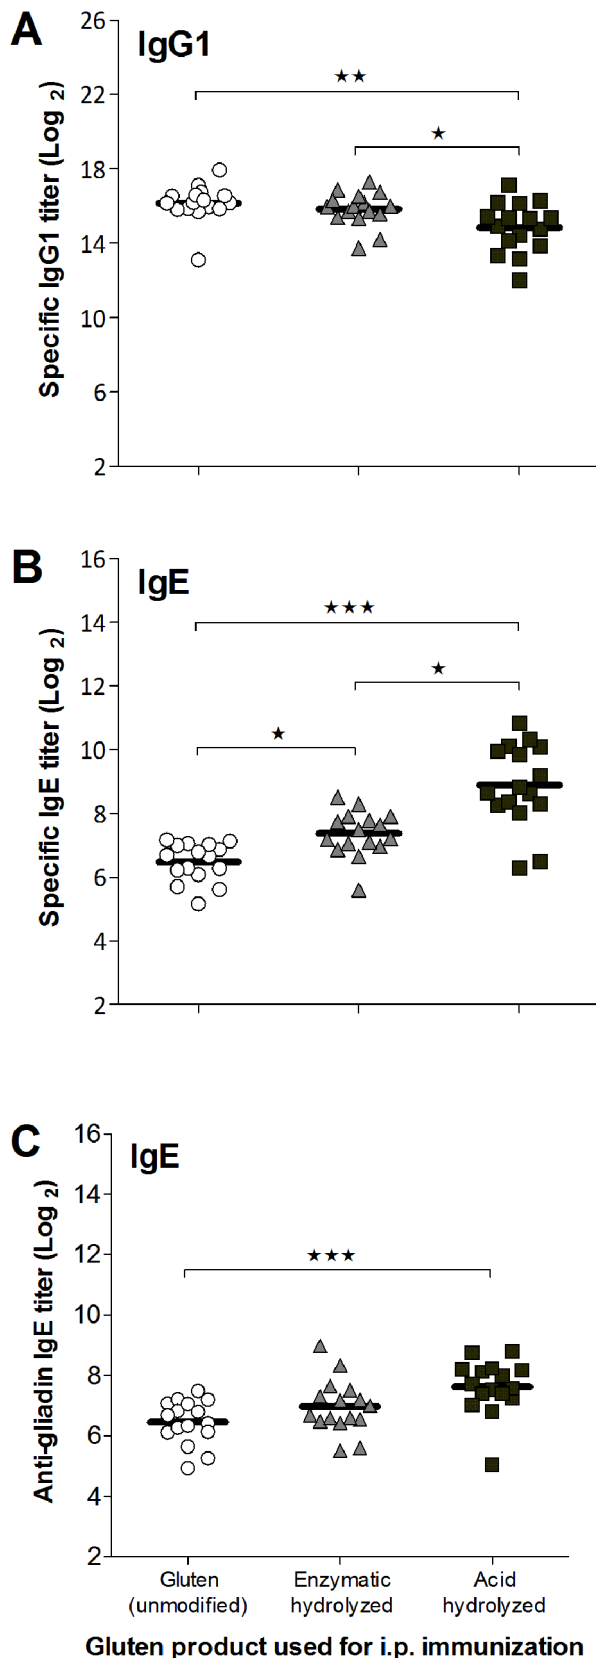 A
IgG1
Specific IgG1 titer (Log 2)
26
22
18
14
10
6
2
★★
★
B
IgE
Specific IgE titer (Log 2)
16
14
12
10
8
6
4
2
★★★
★
★
C
IgE
Anti-gliadin IgE titer (Log 2)
16
14
12
10
8
6
4
2
★★★
Gluten
(unmodified)
Enzymatic
hydrolyzed
Acid
hydrolyzed
Gluten product used for i.p. immunization